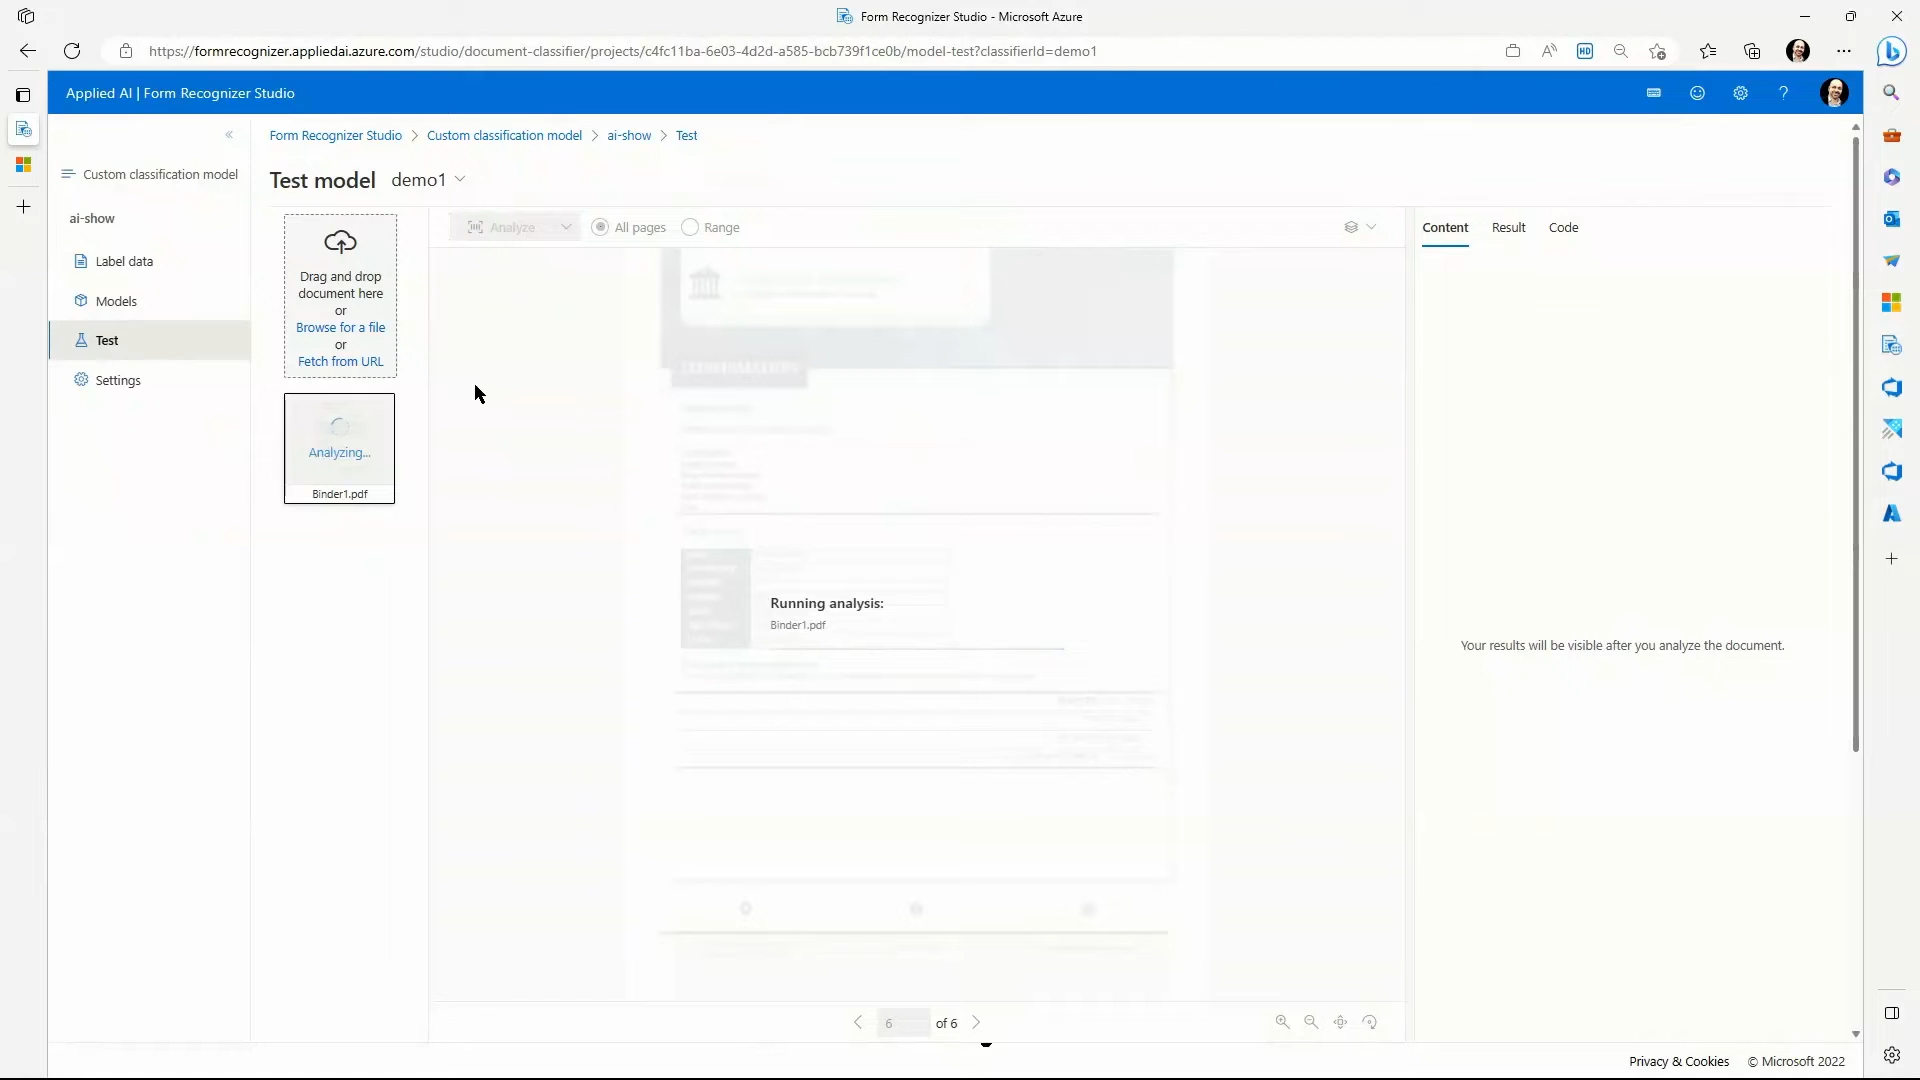 Form Recognizer Studio - Microsoft Azure
https://formrecognizer.appliedai.azure.com/studio/document-classifier/projects/c4fc11ba-6e03-4d2d-a585-bcb739f1ce0b/model-test?classifierId=demo1
HD
Applied AI | Form Recognizer Studio
Form Recognizer Studio > Custom classification model > ai-show > Test
Custom classification model
Test model demo1
ai-show
Label data
Models
Test
Settings
Drag and drop
document here
or
Browse for a file
or
Fetch from URL
Analyzing...
Binder1.pdf
Analyze
All pages
Range
Running analysis:
Binder1.pdf
6 of 6
Content
Result
Code
Your results will be visible after you analyze the document.
Privacy & Cookies
© Microsoft 2022